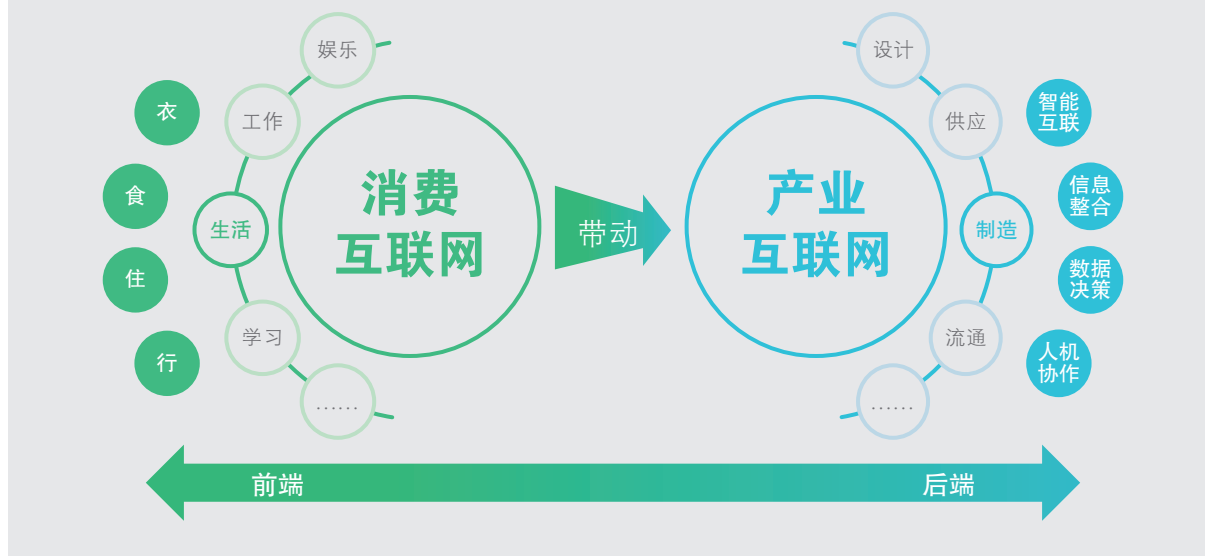 娱乐
工作
生活
学习
......
衣
食
住
行
消费
互联网
带动
产业
互联网
设计
供应
制造
流通
......
智能
互联
信息
整合
数据
决策
人机
协作
前端
后端